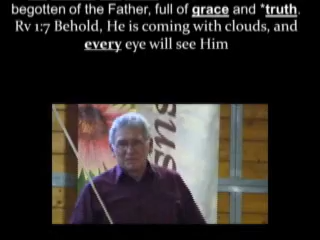 begotten of the Father, full of grace and *truth.
Rv 1:7 Behold, He is coming with clouds, and
every eye will see Him